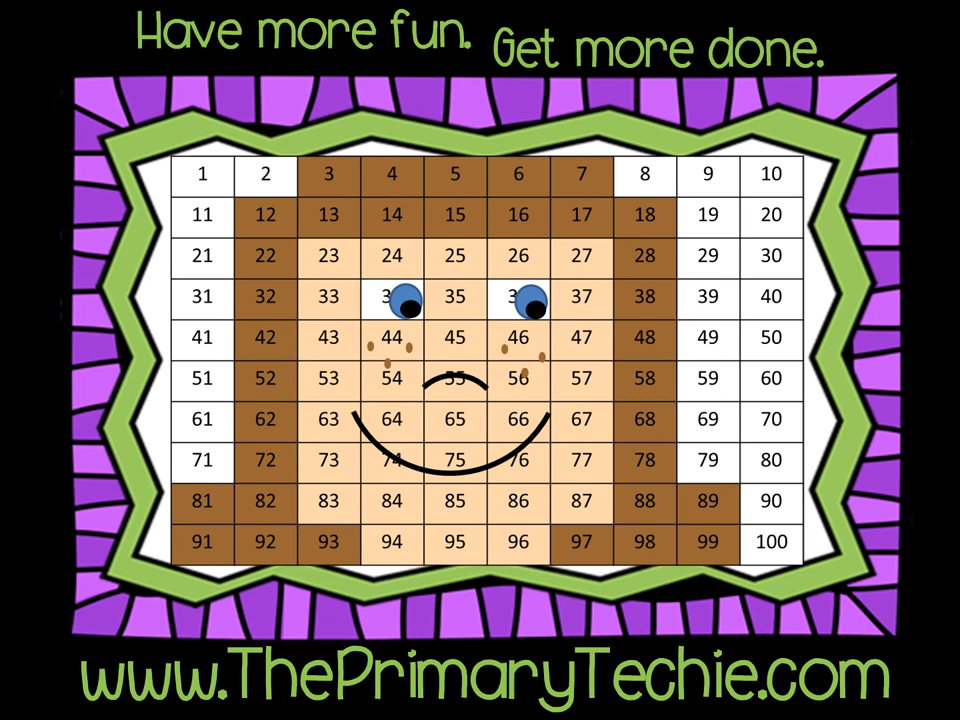 Have more fun. Get more done.
1 2 3 4 5 6 7 8 9 10
11 12 13 14 15 16 17 18 19 20
21 22 23 24 25 26 27 28 29 30
31 32 33 35 37 38 39 40
41 42 43 44 45 46 47 48 49 50
51 52 53 54 55 56 57 58 59 60
61 62 63 64 65 66 67 68 69 70
71 72 73 74 75 76 77 78 79 80
81 82 83 84 85 86 87 88 89 90
91 92 93 94 95 96 97 98 99 100
www.ThePrimaryTechie.com